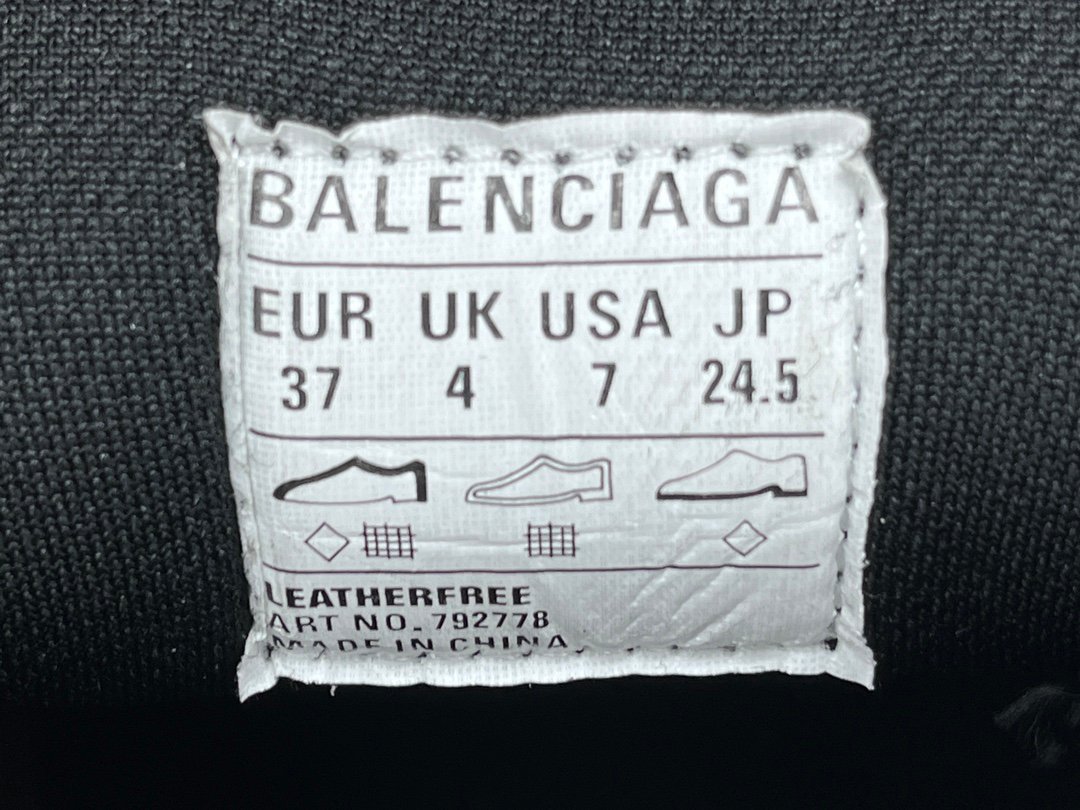 BALENCIAGA
EUR UK USA JP
37 4 7 24.5
LEATHERFREE
ART NO. 792778
MADE IN CHINA